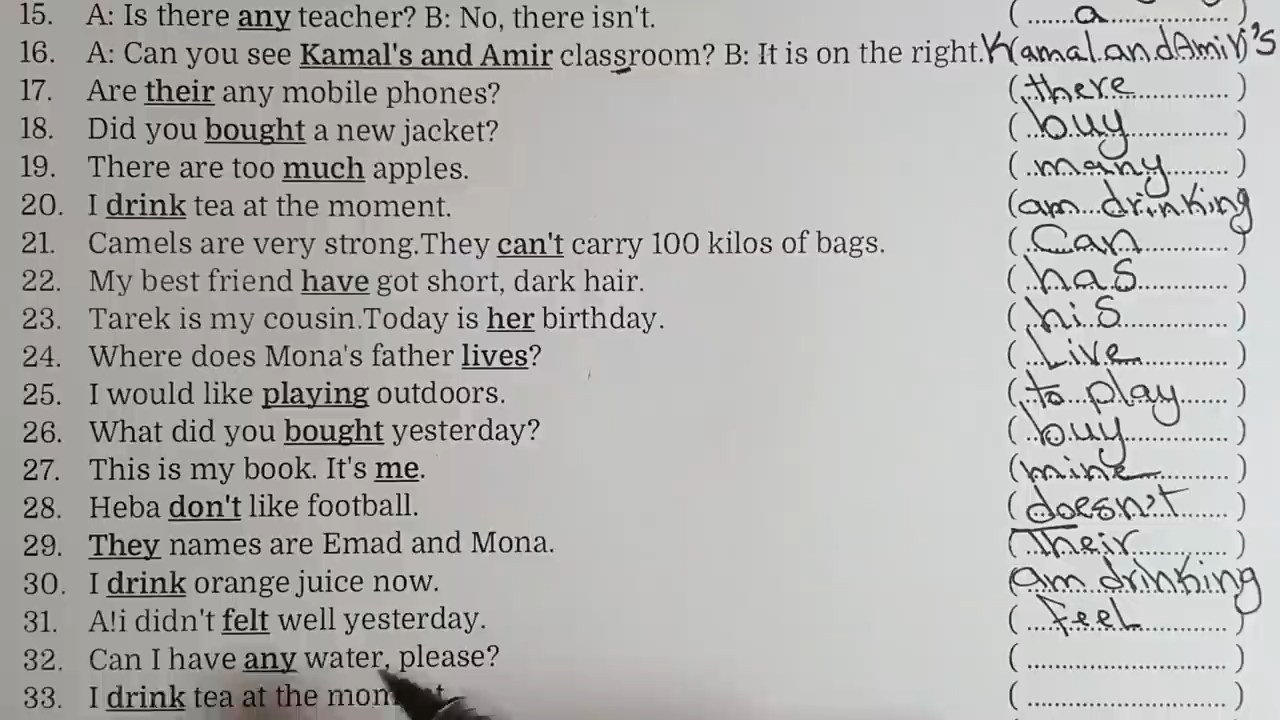 15. A: Is there any teacher? B: No, there isn't. (......a................)
16. A: Can you see Kamal's and Amir classroom? B: It is on the right. Kamal and Amir's
17. Are their any mobile phones? (there................)
18. Did you bought a new jacket? (buy................)
19. There are too much apples. (many................)
20. I drink tea at the moment. (am drinking
21. Camels are very strong.They can't carry 100 kilos of bags. (Can................)
22. My best friend have got short, dark hair. (has................)
23. Tarek is my cousin.Today is her birthday. (his................)
24. Where does Mona's father lives? (Live................)
25. I would like playing outdoors. (to play................)
26. What did you bought yesterday? (buy................)
27. This is my book. It's me. (mine................)
28. Heba don't like football. (doesn't................)
29. They names are Emad and Mona. (Their................)
30. I drink orange juice now. am drinking
31. A!i didn't felt well yesterday. (Feel................)
32. Can I have any water, please? (................................)
33. I drink tea at the (................................)